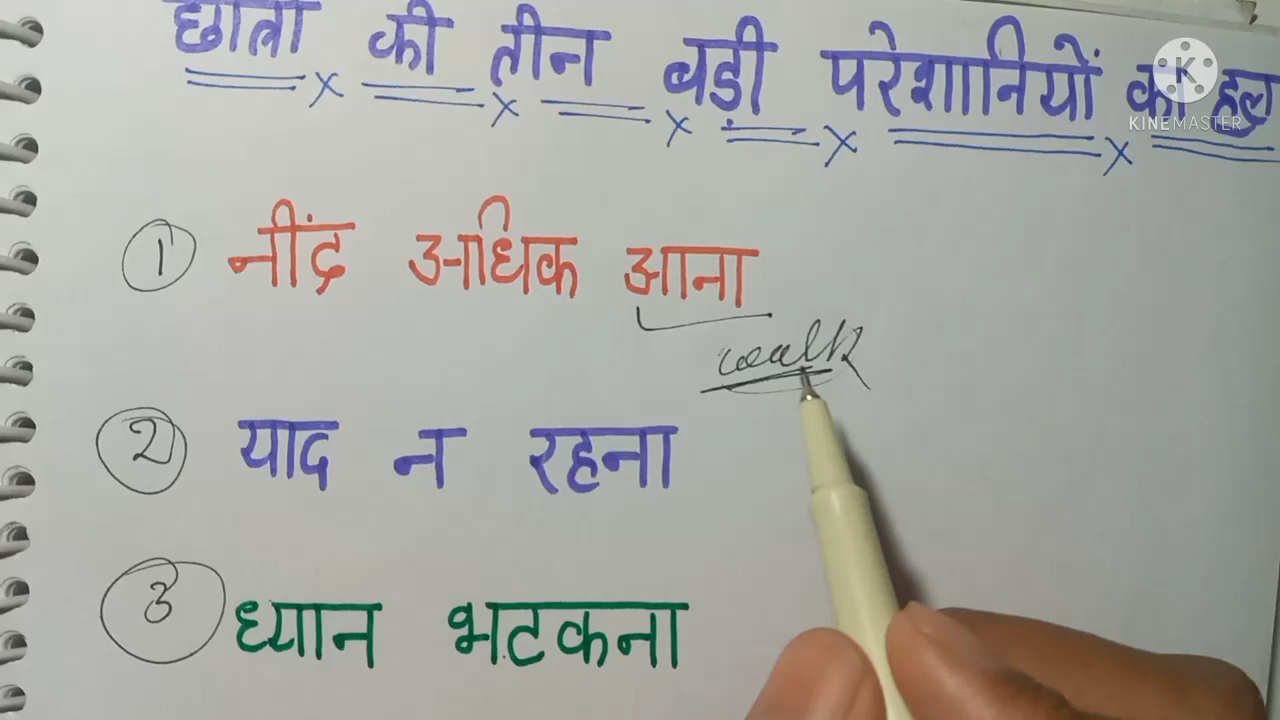 छात्रों की तीन बड़ी परेशानियों का हल
KINEMASTER
1 नींद अधिक आना
walk
2 याद न रहना
3 ध्यान भटकना